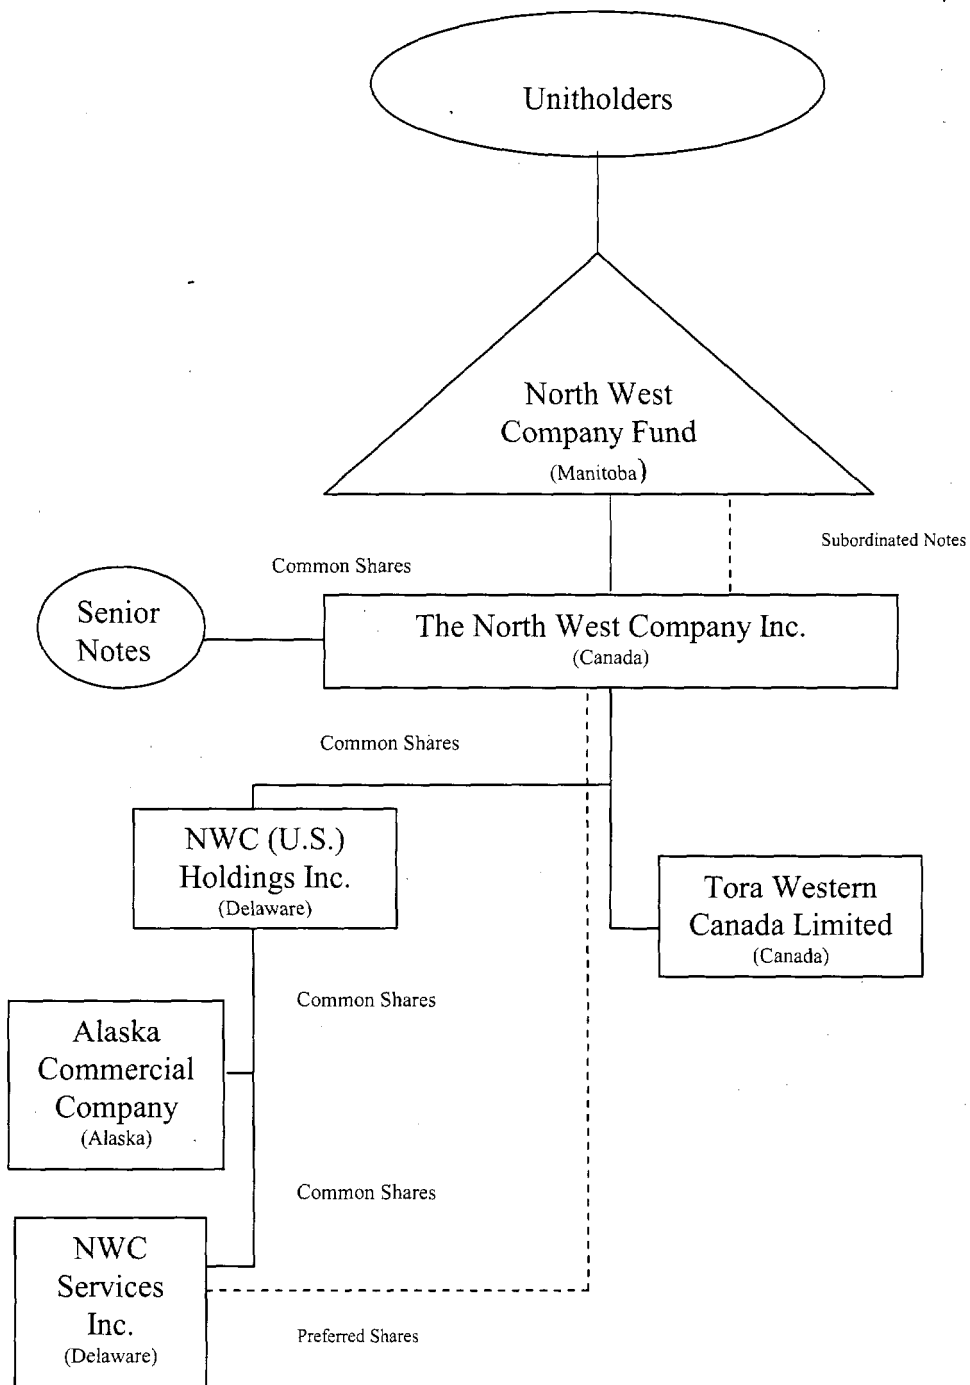 Unitholders
North West
Company Fund
(Manitoba)
Subordinated Notes
Common Shares
Senior
Notes
The North West Company Inc.
(Canada)
Common Shares
NWC (U.S.)
Holdings Inc.
(Delaware)
Tora Western
Canada Limited
(Canada)
Common Shares
Alaska
Commercial
Company
(Alaska)
Common Shares
NWC
Services
Inc.
(Delaware)
Preferred Shares